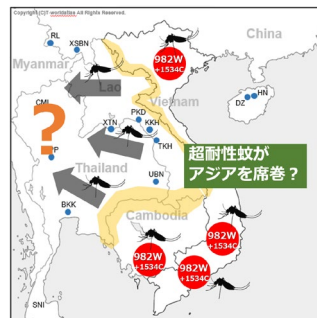 Copyright (C) T-worldatlas All Rights Reserved.
RL
XSBN
China
Myanmar
982W
+1534C
Lao
DZ
HN
CMI
Vietnam
?
PKD
XTN
KKH
TKH
超耐性蚊が
アジアを席巻？
Thailand
UBN
BKK
Cambodia
982W
+1534C
982W
+1534C
982W
+1534C
SNI